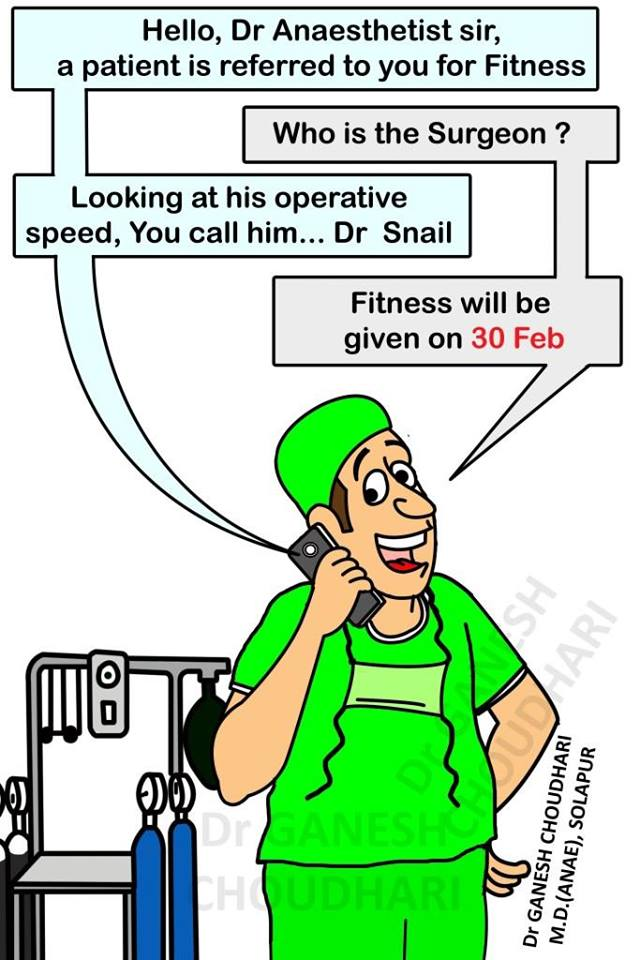 Hello, Dr Anaesthetist sir,
a patient is referred to you for Fitness
Who is the Surgeon ?
Looking at his operative
speed, You call him... Dr  Snail
Fitness will be
given on 30 Feb
Dr GANESH
CHOUDHARI
Dr GANESH
CHOUDHARI
Dr GANESH CHOUDHARI
M.D.(ANAE), SOLAPUR